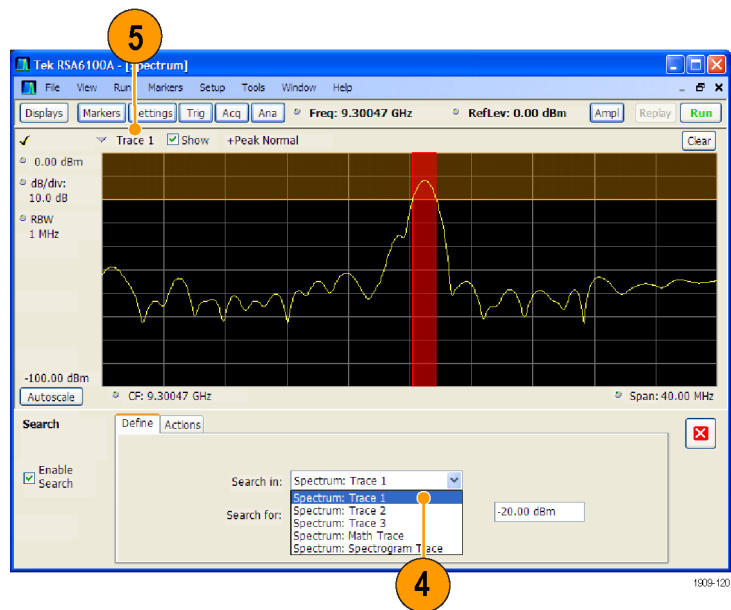 5
Tek RSA6100A - [Spectrum]
File View Run Markers Setup Tools Window Help
Displays Markers Settings Trig Acq Ana Freq: 9.30047 GHz RefLev: 0.00 dBm Ampl Replay Run
Trace 1 Show +Peak Normal Clear
0.00 dBm
dB/div:
10.0 dB
RBW
1 MHz
-100.00 dBm
Autoscale CF: 9.30047 GHz Span: 40.00 MHz
Search Define Actions
Enable
Search
Search in: Spectrum: Trace 1
Spectrum: Trace 1
Spectrum: Trace 2
Search for: -20.00 dBm
Spectrum: Trace 3
Spectrum: Math Trace
Spectrum: Spectrogram Trace
4
1909-120